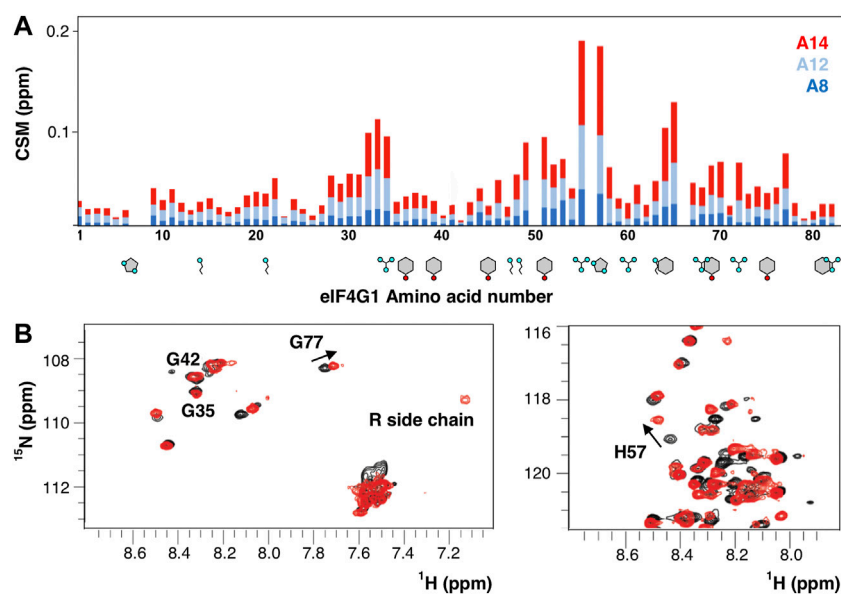 A
0.2
A14
A12
A8
CSM (ppm)
0.1
1 10 20 30 40 50 60 70 80
eIF4G1 Amino acid number
B
G77
G42
G35
R side chain
108
110
112
15N (ppm)
8.6 8.4 8.2 8.0 7.8 7.6 7.4 7.2
1H (ppm)
116
118
H57
120
8.6 8.4 8.2 8.0
1H (ppm)